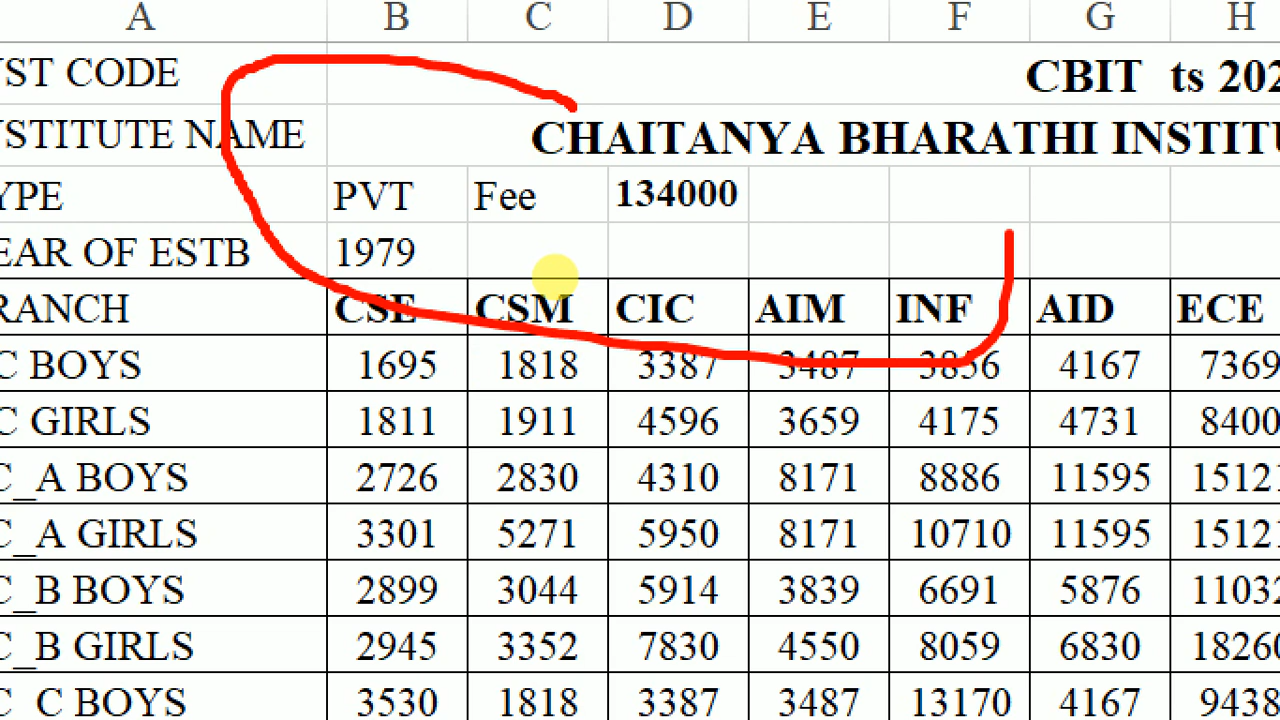 A B C D E F G H
ST CODE CBIT ts 202
NSTITUTE NAME CHAITANYA BHARATHI INSTITU
YPE PVT Fee 134000
EAR OF ESTB 1979
RANCH CSE CSM CIC AIM INF AID ECE
C BOYS 1695 1818 3387 3487 3856 4167 7369
C GIRLS 1811 1911 4596 3659 4175 4731 8400
C_A BOYS 2726 2830 4310 8171 8886 11595 15121
C_A GIRLS 3301 5271 5950 8171 10710 11595 15121
C_B BOYS 2899 3044 5914 3839 6691 5876 11032
C_B GIRLS 2945 3352 7830 4550 8059 6830 18260
C_C BOYS 3530 1818 3387 3487 13170 4167 9438